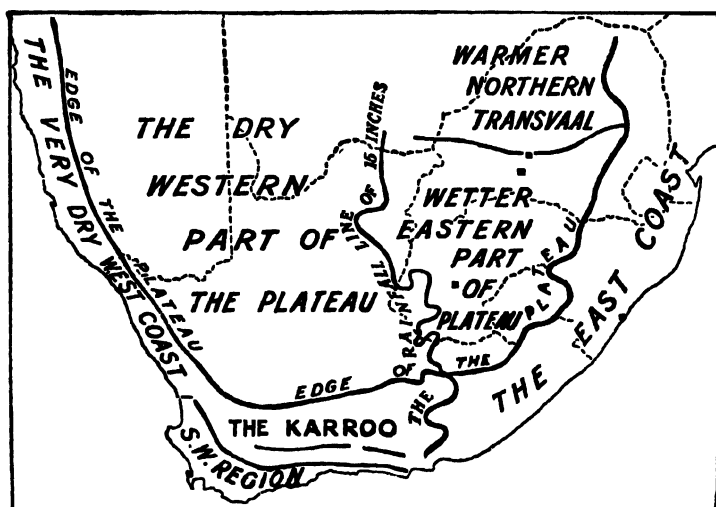 WARMER
NORTHERN
TRANSVAAL
THE VERY DRY WEST COAST
EDGE OF THE PLATEAU
THE DRY
WESTERN
PART OF
THE PLATEAU
THE LINE OF 15 INCHES OF RAINFALL
WETTER
EASTERN
PART
OF
PLATEAU
EDGE OF THE PLATEAU
THE EAST COAST
THE KARROO
S.W. REGION